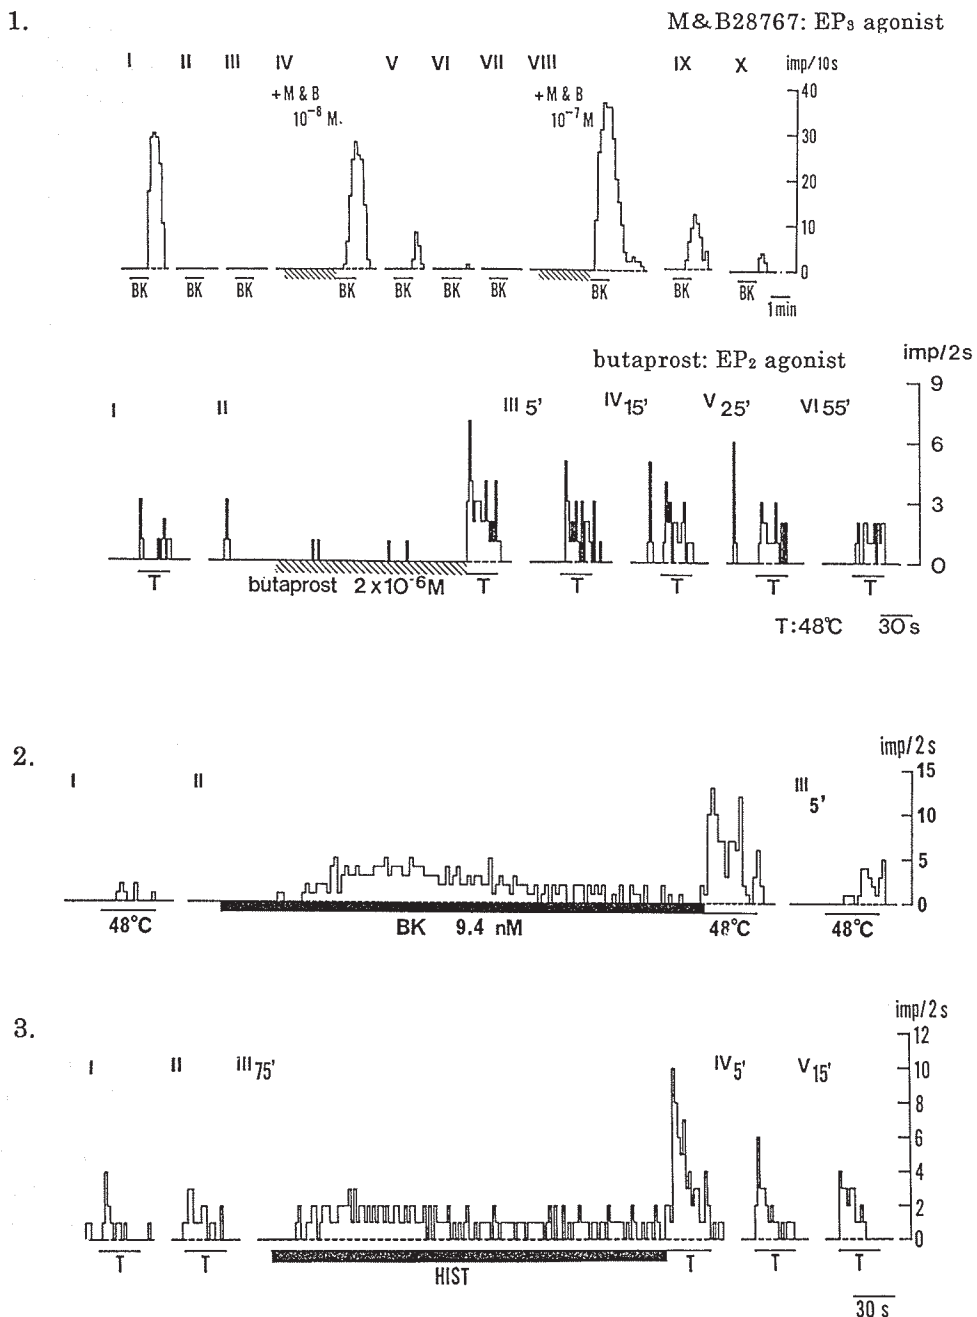 1.
M&B28767: EP₃ agonist
I II III IV V VI VII VIII IX X imp/10s
+M & B +M & B
10⁻⁸ M. 10⁻⁷ M
40
30
20
10
0
BK BK BK BK BK BK BK BK BK BK
1min
butaprost: EP₂ agonist
imp/2s
I II III 5' IV 15' V 25' VI 55'
9
6
3
0
T butaprost 2x10⁻⁶M T T T T T
T:48℃ 30s
2.
imp/2s
I II III 5'
15
10
5
0
48°C BK 9.4 nM 48°C 48°C
3.
imp/2s
I II III 75' IV 5' V 15'
12
10
8
6
4
2
0
T T HIST T T T
30 s